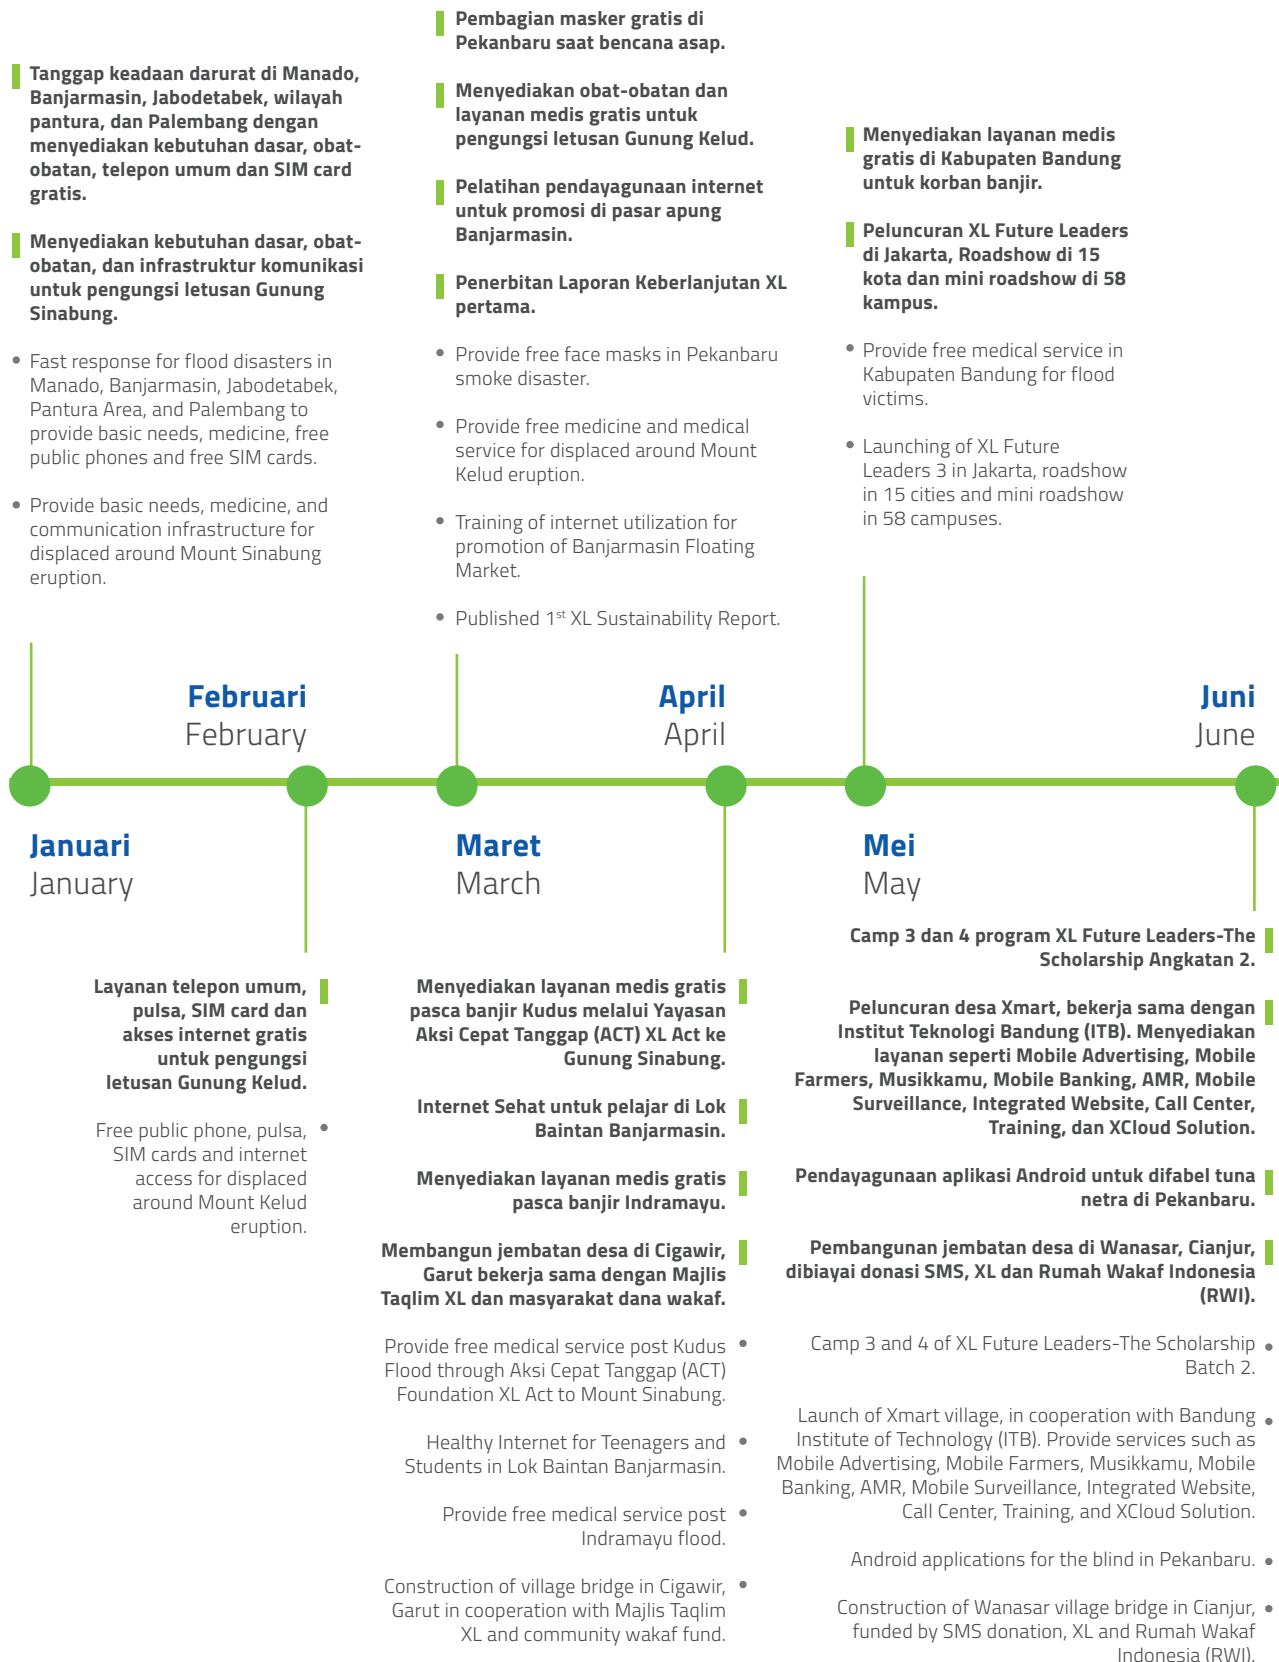 Tanggap keadaan darurat di Manado,
Banjarmasin, Jabodetabek, wilayah
pantura, dan Palembang dengan
menyediakan kebutuhan dasar, obat-
obatan, telepon umum dan SIM card
gratis.
Menyediakan kebutuhan dasar, obat-
obatan, dan infrastruktur komunikasi
untuk pengungsi letusan Gunung
Sinabung.
• Fast response for flood disasters in
Manado, Banjarmasin, Jabodetabek,
Pantura Area, and Palembang to
provide basic needs, medicine, free
public phones and free SIM cards.
• Provide basic needs, medicine, and
communication infrastructure for
displaced around Mount Sinabung
eruption.
Pembagian masker gratis di
Pekanbaru saat bencana asap.
Menyediakan obat-obatan dan
layanan medis gratis untuk
pengungsi letusan Gunung Kelud.
Pelatihan pendayagunaan internet
untuk promosi di pasar apung
Banjarmasin.
Penerbitan Laporan Keberlanjutan XL
pertama.
• Provide free face masks in Pekanbaru
smoke disaster.
• Provide free medicine and medical
service for displaced around Mount
Kelud eruption.
• Training of internet utilization for
promotion of Banjarmasin Floating
Market.
• Published 1st XL Sustainability Report.
Menyediakan layanan medis
gratis di Kabupaten Bandung
untuk korban banjir.
Peluncuran XL Future Leaders
di Jakarta, Roadshow di 15
kota dan mini roadshow di 58
kampus.
• Provide free medical service in
Kabupaten Bandung for flood
victims.
• Launching of XL Future
Leaders 3 in Jakarta, roadshow
in 15 cities and mini roadshow
in 58 campuses.
Februari
February
April
April
Juni
June
Januari
January
Maret
March
Mei
May
Layanan telepon umum,
pulsa, SIM card dan
akses internet gratis
untuk pengungsi
letusan Gunung Kelud.
Free public phone, pulsa, •
SIM cards and internet
access for displaced
around Mount Kelud
eruption.
Menyediakan layanan medis gratis
pasca banjir Kudus melalui Yayasan
Aksi Cepat Tanggap (ACT) XL Act ke
Gunung Sinabung.
Internet Sehat untuk pelajar di Lok
Baintan Banjarmasin.
Menyediakan layanan medis gratis
pasca banjir Indramayu.
Membangun jembatan desa di Cigawir,
Garut bekerja sama dengan Majlis
Taqlim XL dan masyarakat dana wakaf.
Provide free medical service post Kudus •
Flood through Aksi Cepat Tanggap (ACT)
Foundation XL Act to Mount Sinabung.
Healthy Internet for Teenagers and •
Students in Lok Baintan Banjarmasin.
Provide free medical service post •
Indramayu flood.
Construction of village bridge in Cigawir, •
Garut in cooperation with Majlis Taqlim
XL and community wakaf fund.
Camp 3 dan 4 program XL Future Leaders-The
Scholarship Angkatan 2.
Peluncuran desa Xmart, bekerja sama dengan
Institut Teknologi Bandung (ITB). Menyediakan
layanan seperti Mobile Advertising, Mobile
Farmers, Musikkamu, Mobile Banking, AMR, Mobile
Surveillance, Integrated Website, Call Center,
Training, dan XCloud Solution.
Pendayagunaan aplikasi Android untuk difabel tuna
netra di Pekanbaru.
Pembangunan jembatan desa di Wanasar, Cianjur,
dibiayai donasi SMS, XL dan Rumah Wakaf Indonesia
(RWI).
Camp 3 and 4 of XL Future Leaders-The Scholarship •
Batch 2.
Launch of Xmart village, in cooperation with Bandung •
Institute of Technology (ITB). Provide services such as
Mobile Advertising, Mobile Farmers, Musikkamu, Mobile
Banking, AMR, Mobile Surveillance, Integrated Website,
Call Center, Training, and XCloud Solution.
Android applications for the blind in Pekanbaru. •
Construction of Wanasar village bridge in Cianjur, •
funded by SMS donation, XL and Rumah Wakaf
Indonesia (RWI).